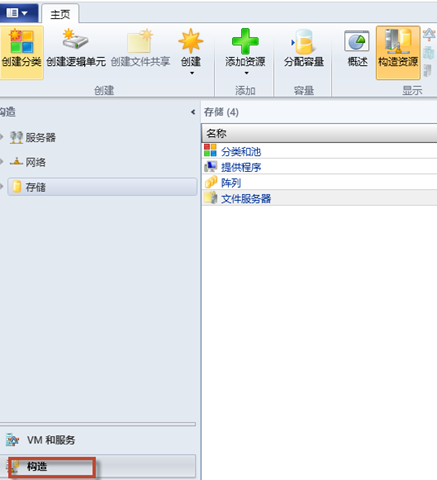 主页
创建分类
创建逻辑单元
创建文件共享
创建
添加资源
分配容量
概述
构造资源
创建
添加
容量
显示
构造
存储 (4)
名称
服务器
网络
存储
分类和池
提供程序
阵列
文件服务器
VM 和服务
构造